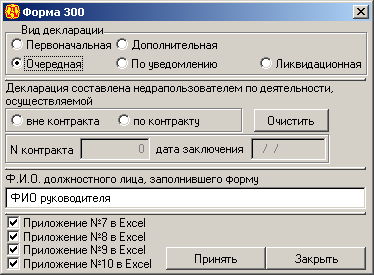 Форма 300
Вид декларации
Первоначальная Дополнительная
Очередная По уведомлению Ликвидационная
Декларация составлена недрапользователем по деятельности,
осуществляемой
вне контракта по контракту Очистить
N контракта 0 дата заключения / /
Ф.И.О. должностного лица, заполнившего форму
ФИО руководителя
Приложение №7 в Excel
Приложение №8 в Excel
Приложение №9 в Excel
Приложение №10 в Excel
Принять Закрыть